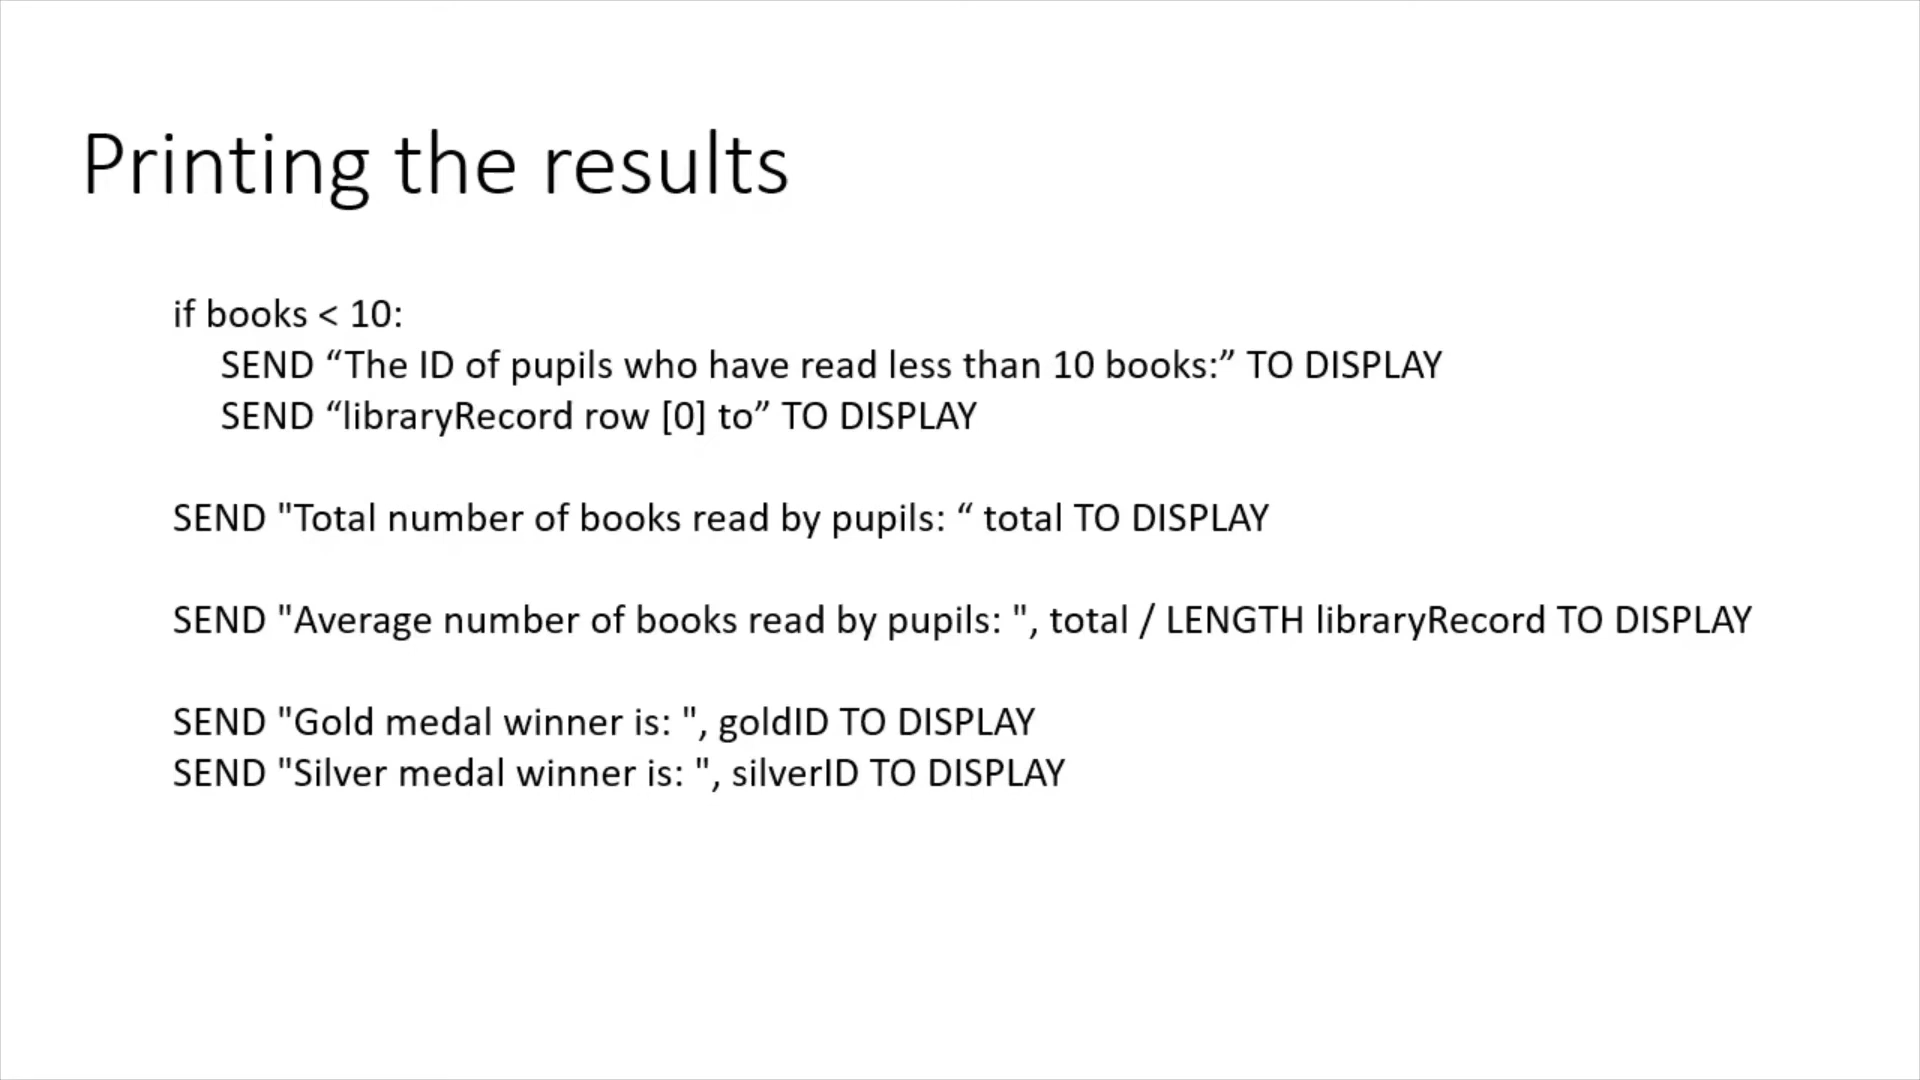 Printing the results
if books < 10:
SEND “The ID of pupils who have read less than 10 books:” TO DISPLAY
SEND “libraryRecord row [0] to” TO DISPLAY
SEND "Total number of books read by pupils: “ total TO DISPLAY
SEND "Average number of books read by pupils: ", total / LENGTH libraryRecord TO DISPLAY
SEND "Gold medal winner is: ", goldID TO DISPLAY
SEND "Silver medal winner is: ", silverID TO DISPLAY